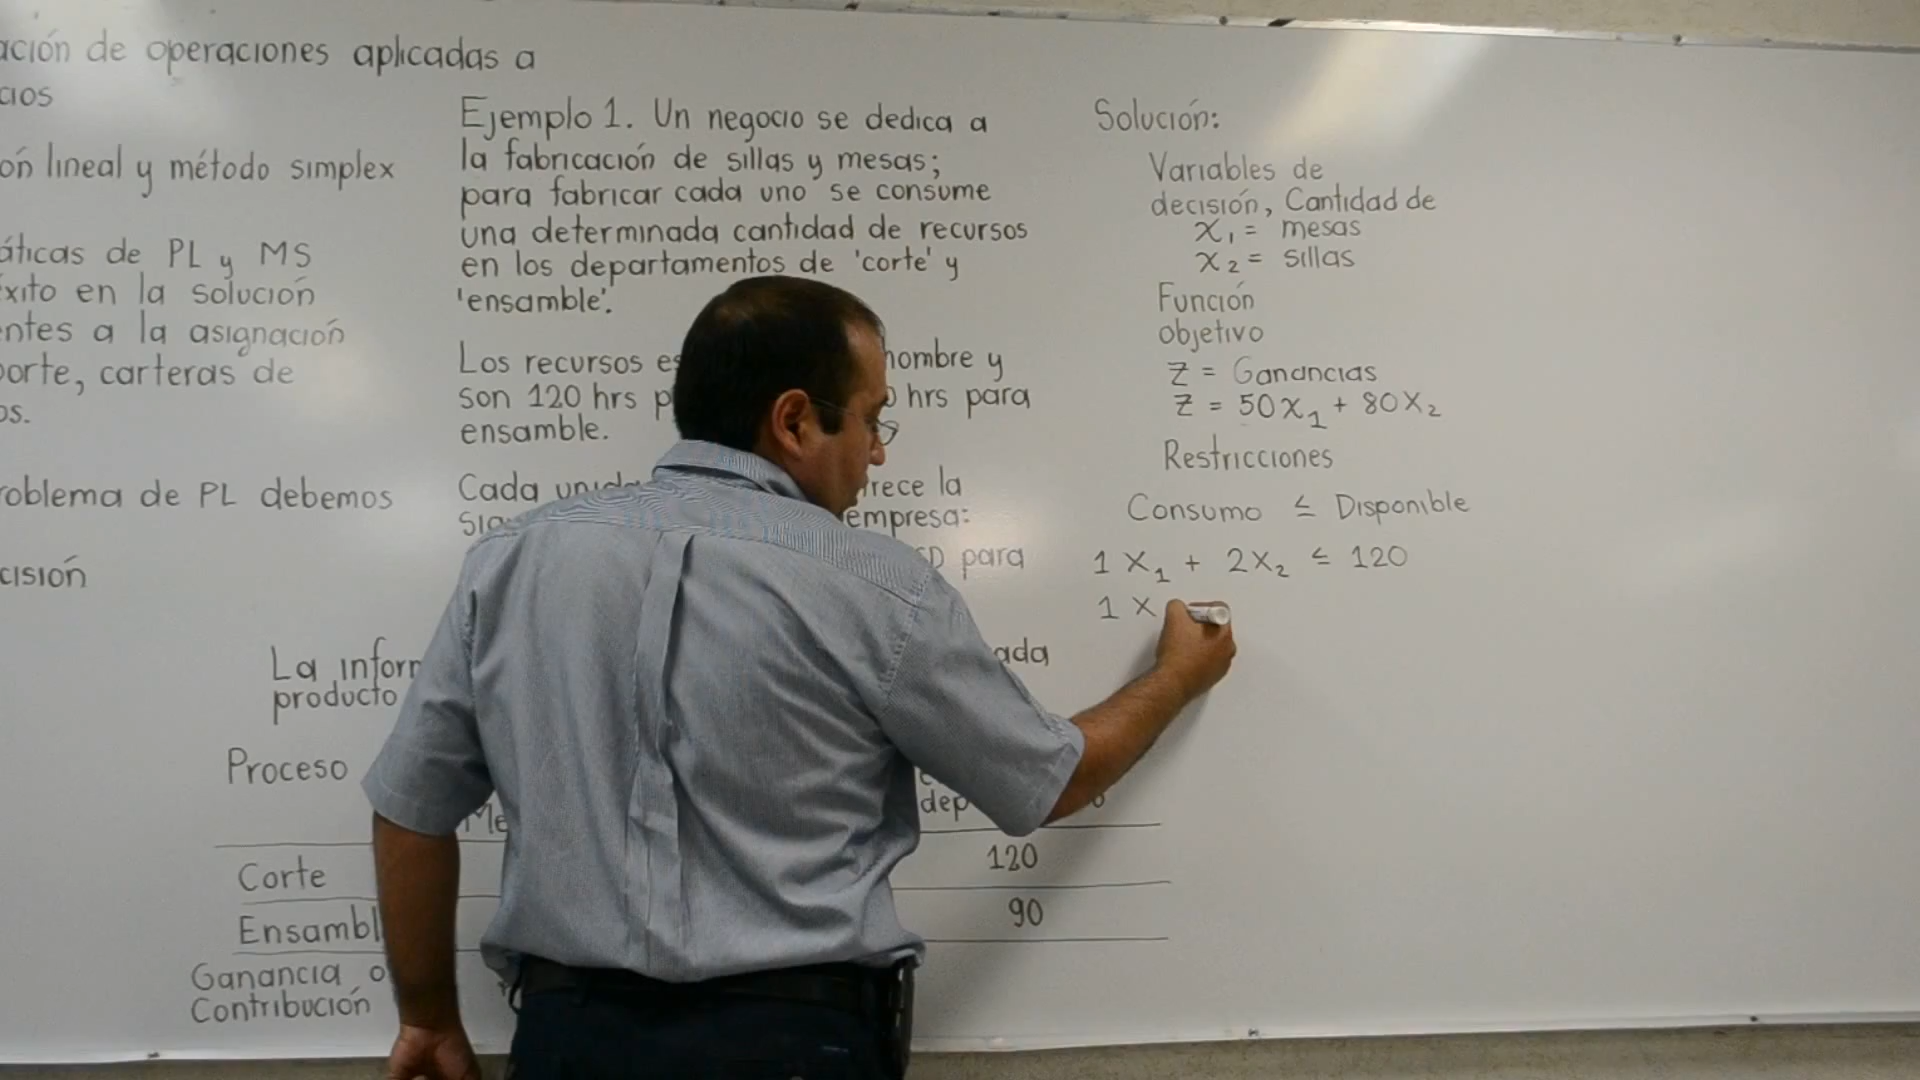 ación de operaciones aplicadas a
cios
ón lineal y método simplex
áticas de PL y MS
éxito en la solución
entes a la asignación
porte, carteras de
os.
roblema de PL debemos
cisión
Ejemplo 1. Un negocio se dedica a
la fabricación de sillas y mesas;
para fabricar cada uno se consume
una determinada cantidad de recursos
en los departamentos de 'corte' y
'ensamble'.
Los recursos es hombre y
son 120 hrs p hrs para
ensamble.
Cada unida rece la
empresa:
para
La inform ada
producto
Proceso
Me dep
Corte 120
Ensambl 90
Ganancia o
Contribución
Solución:
Variables de
decisión, Cantidad de
x₁ = mesas
x₂ = sillas
Función
objetivo
Z = Ganancias
Z = 50x₁ + 80x₂
Restricciones
Consumo ≤ Disponible
1x₁ + 2x₂ ≤ 120
1x